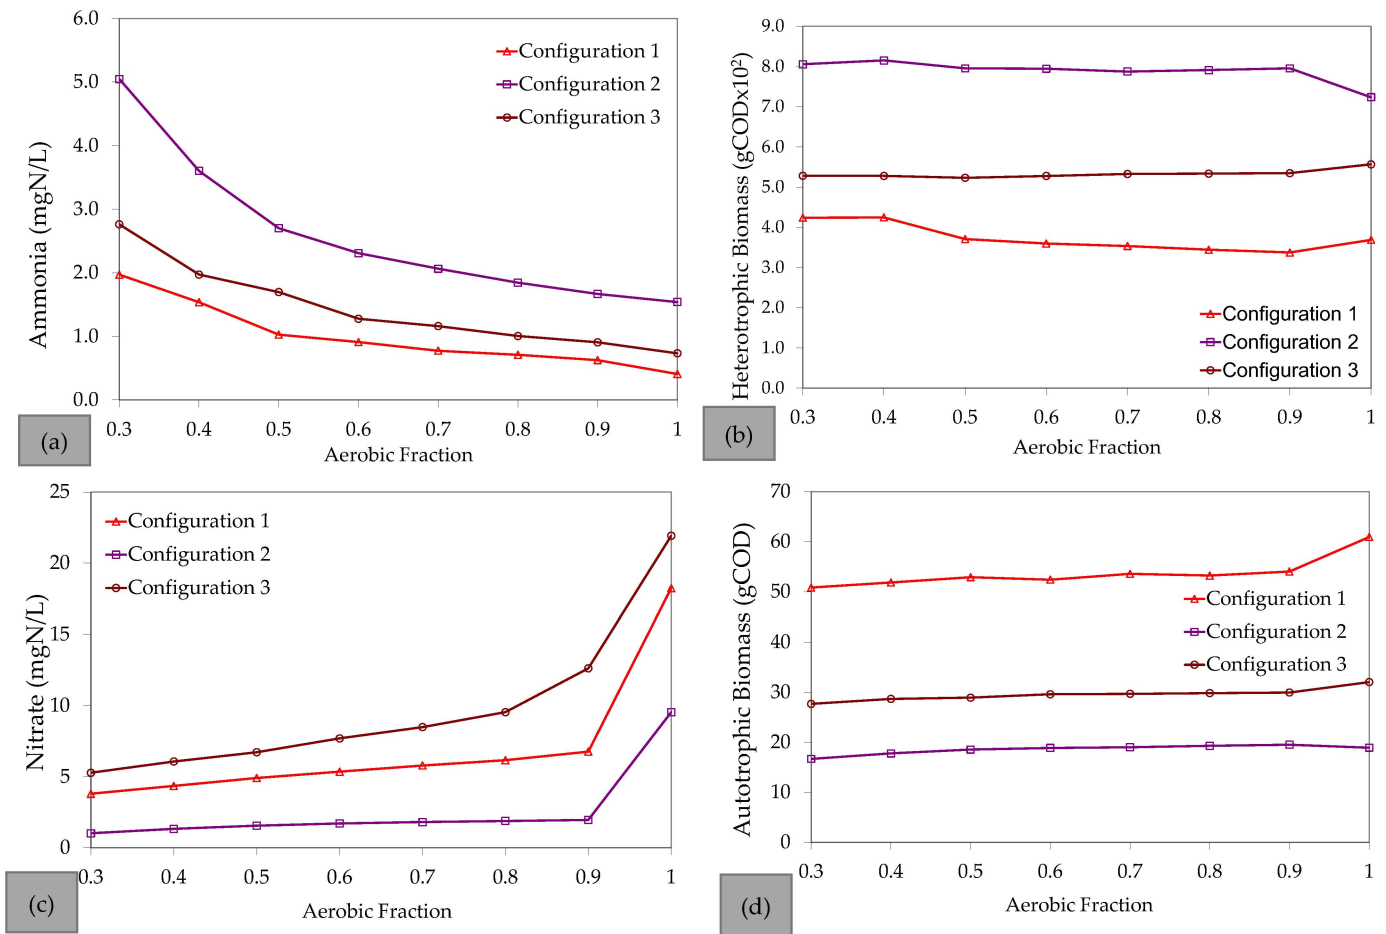 6.0
5.0
4.0
3.0
2.0
1.0
0.0
Ammonia (mgN/L)
Configuration 1
Configuration 2
Configuration 3
0.3 0.4 0.5 0.6 0.7 0.8 0.9 1
Aerobic Fraction
(a)
9.0
8.0
7.0
6.0
5.0
4.0
3.0
2.0
1.0
0.0
Heterotrophic Biomass (gCODx10²)
Configuration 1
Configuration 2
Configuration 3
0.3 0.4 0.5 0.6 0.7 0.8 0.9 1
Aerobic Fraction
(b)
25
20
15
10
5
0
Nitrate (mgN/L)
Configuration 1
Configuration 2
Configuration 3
0.3 0.4 0.5 0.6 0.7 0.8 0.9 1
Aerobic Fraction
(c)
70
60
50
40
30
20
10
0
Autotrophic Biomass (gCOD)
Configuration 1
Configuration 2
Configuration 3
0.3 0.4 0.5 0.6 0.7 0.8 0.9 1
Aerobic Fraction
(d)